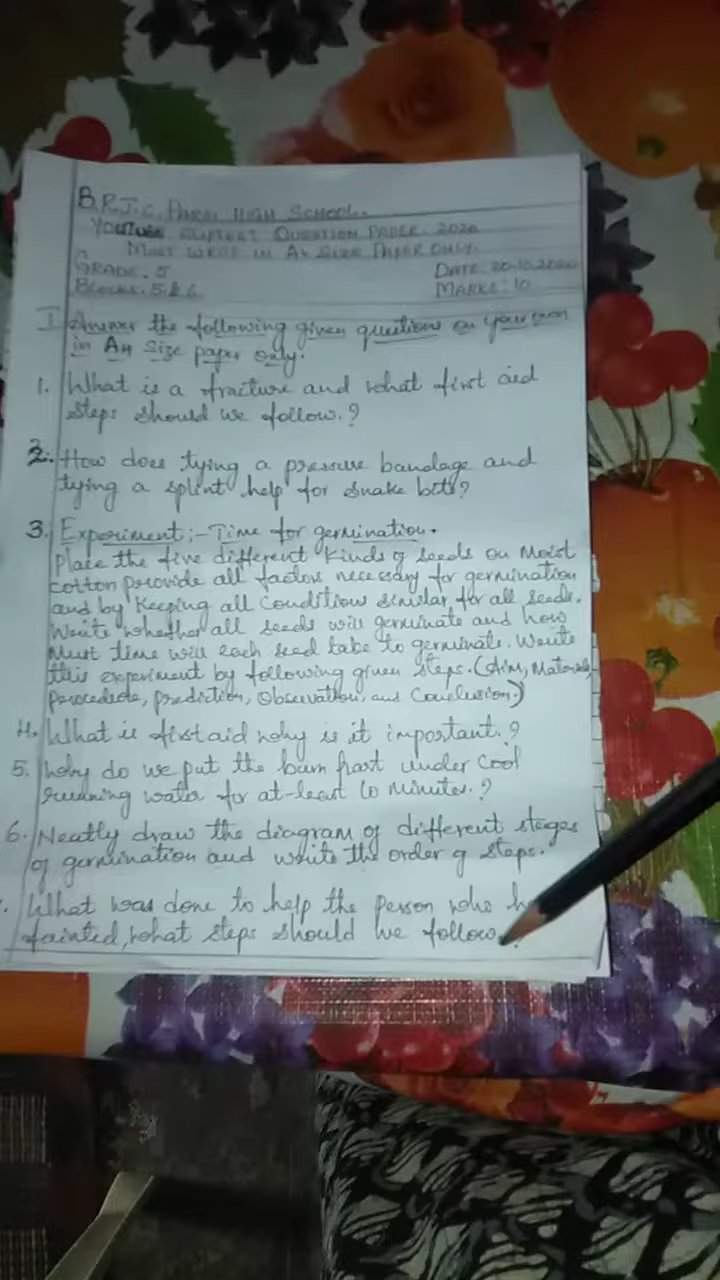 B.R.J.C. PARSI HIGH SCHOOL.
YOUTUBE SLIPTEST QUESTION PAPER. 2020
MUST WRITE IN A4 SIZE PAPER ONLY.
GRADE. 5 DATE: 20.10.2020
BLOCKS. 5 & 6 MARKS: 10
I Answer the following given questions on your own
in A4 size paper only.
1. What is a fracture and what first aid
steps should we follow.?
2. How does tying a pressure bandage and
tying a splint help for snake bite?
3. Experiment:- Time for germination.
Place the five different kinds of seeds on Moist
cotton provide all factors necessary for germination
and by keeping all conditions similar for all seeds.
Write whether all seeds will germinate and how
Must time will each seed take to germinate. Write
this experiment by following given steps. (Aim, Materials,
Procedure, prediction, Observation, and Conclusion.)
4. What is first aid why is it important.?
5. Why do we put the burn part under cool
running water for at-least 10 minutes.?
6. Neatly draw the diagram of different stages
of germination and write the order of steps.
What was done to help the person who
fainted, what steps should we follow